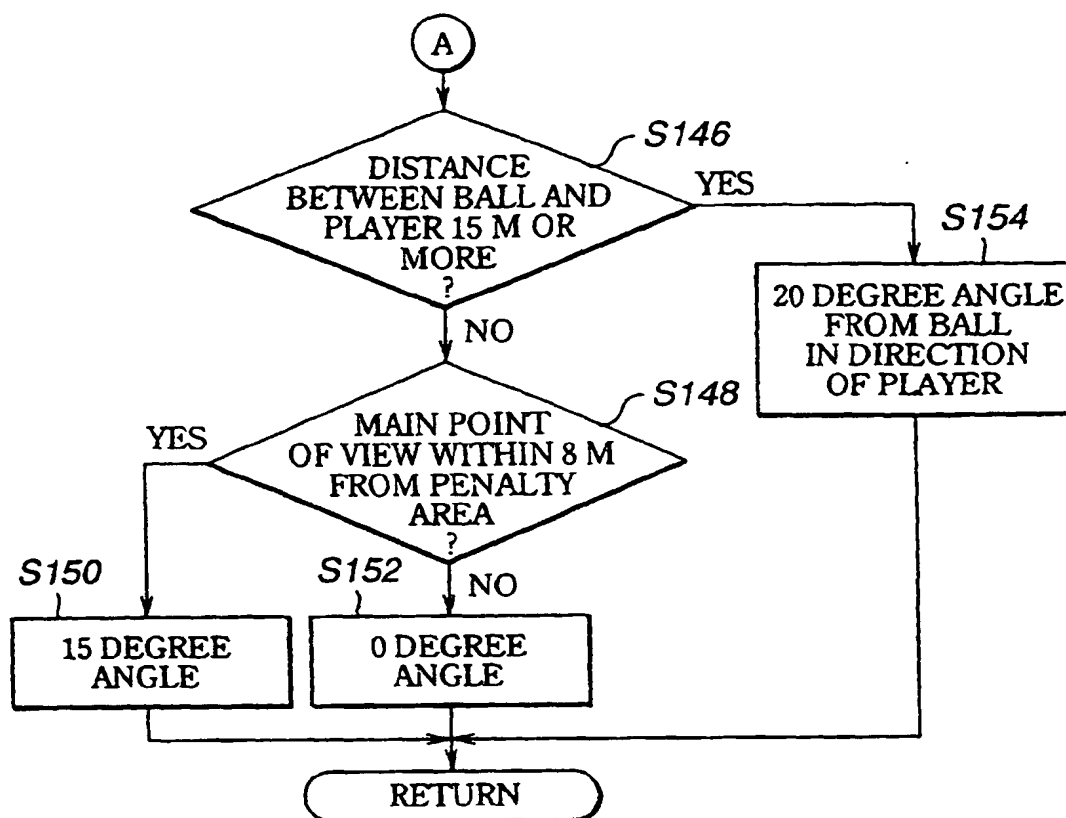 A
S146
DISTANCE
BETWEEN BALL AND
PLAYER 15 M OR
MORE
?
YES
S154
20 DEGREE ANGLE
FROM BALL
IN DIRECTION
OF PLAYER
NO
S148
MAIN POINT
OF VIEW WITHIN 8 M
FROM PENALTY
AREA
?
YES
S150
15 DEGREE
ANGLE
NO
S152
0 DEGREE
ANGLE
RETURN